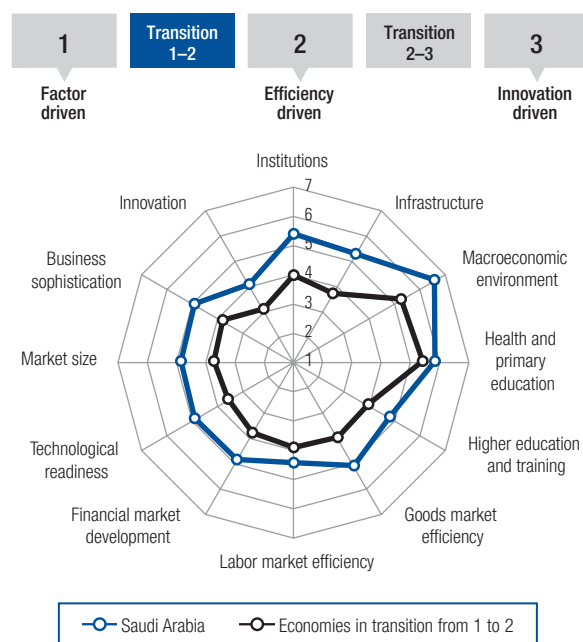 1
Transition
1–2
2
Transition
2–3
3
Factor
driven
Efficiency
driven
Innovation
driven
Institutions
7
6
5
4
3
2
1
Infrastructure
Macroeconomic
environment
Health and
primary
education
Higher education
and training
Goods market
efficiency
Labor market efficiency
Financial market
development
Technological
readiness
Market size
Business
sophistication
Innovation
Saudi Arabia
Economies in transition from 1 to 2